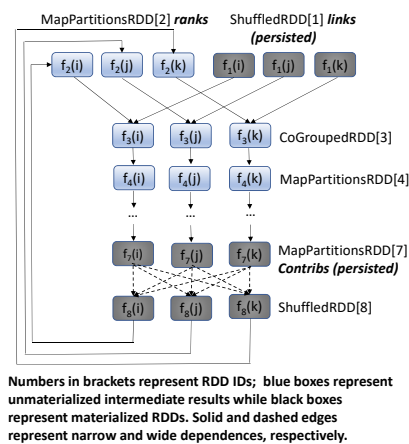 MapPartitionsRDD[2] ranks
ShuffledRDD[1] links
(persisted)
f2(i) f2(j) f2(k) f1(i) f1(j) f1(k)
f3(i) f3(j) f3(k) CoGroupedRDD[3]
f4(i) f4(j) f4(k) MapPartitionsRDD[4]
... ... ...
f7(i) f7(j) f7(k) MapPartitionsRDD[7]
Contribs (persisted)
f8(i) f8(j) f8(k) ShuffledRDD[8]
Numbers in brackets represent RDD IDs; blue boxes represent
unmaterialized intermediate results while black boxes
represent materialized RDDs. Solid and dashed edges
represent narrow and wide dependences, respectively.